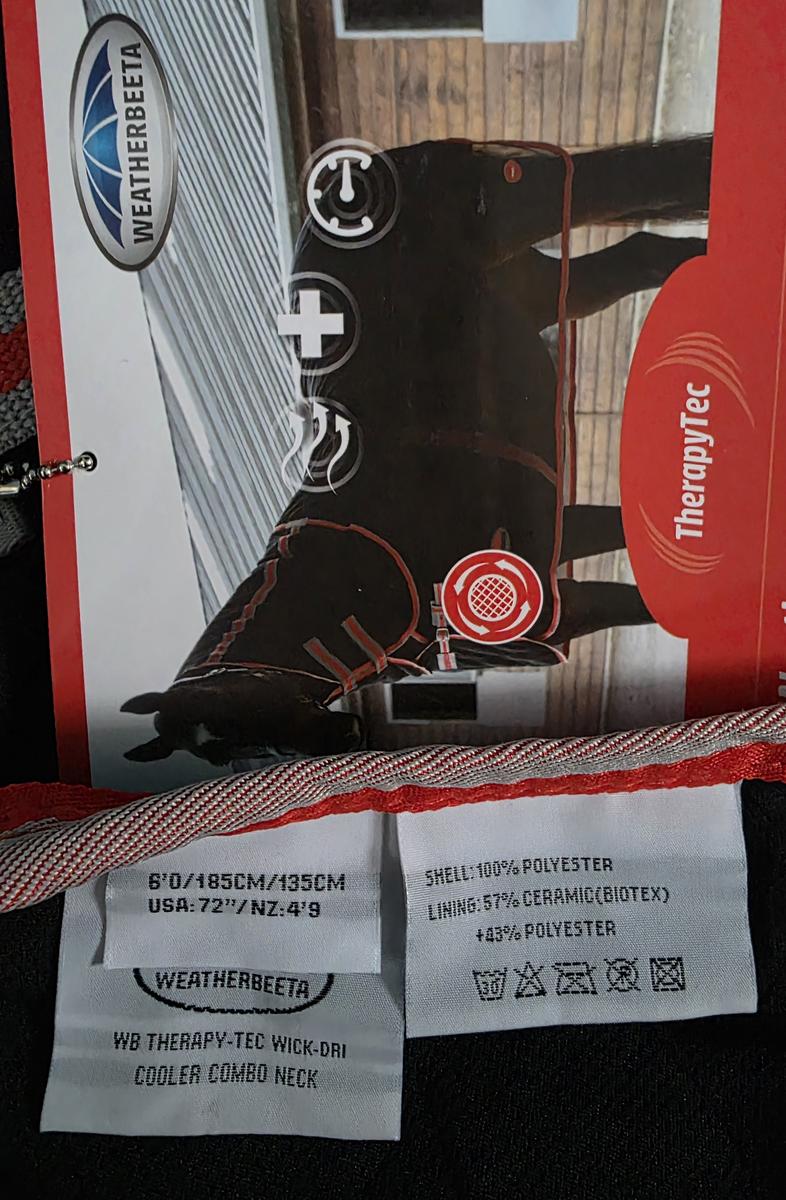 WEATHERBEETA
TherapyTec
6'0/185CM/135CM
USA:72"/NZ:4'9
WEATHERBEETA
WB THERAPY-TEC WICK-DRI
COOLER COMBO NECK
SHELL:100% POLYESTER
LINING:57% CERAMIC(BIOTEX)
+43% POLYESTER
30